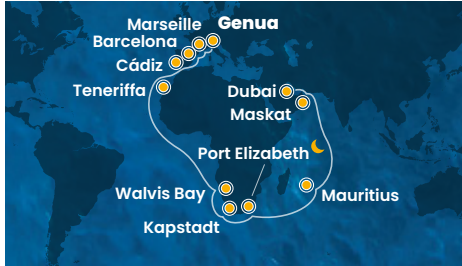 Marseille
Genua
Barcelona
Cádiz
Teneriffa
Dubai
Maskat
Port Elizabeth
Walvis Bay
Mauritius
Kapstadt